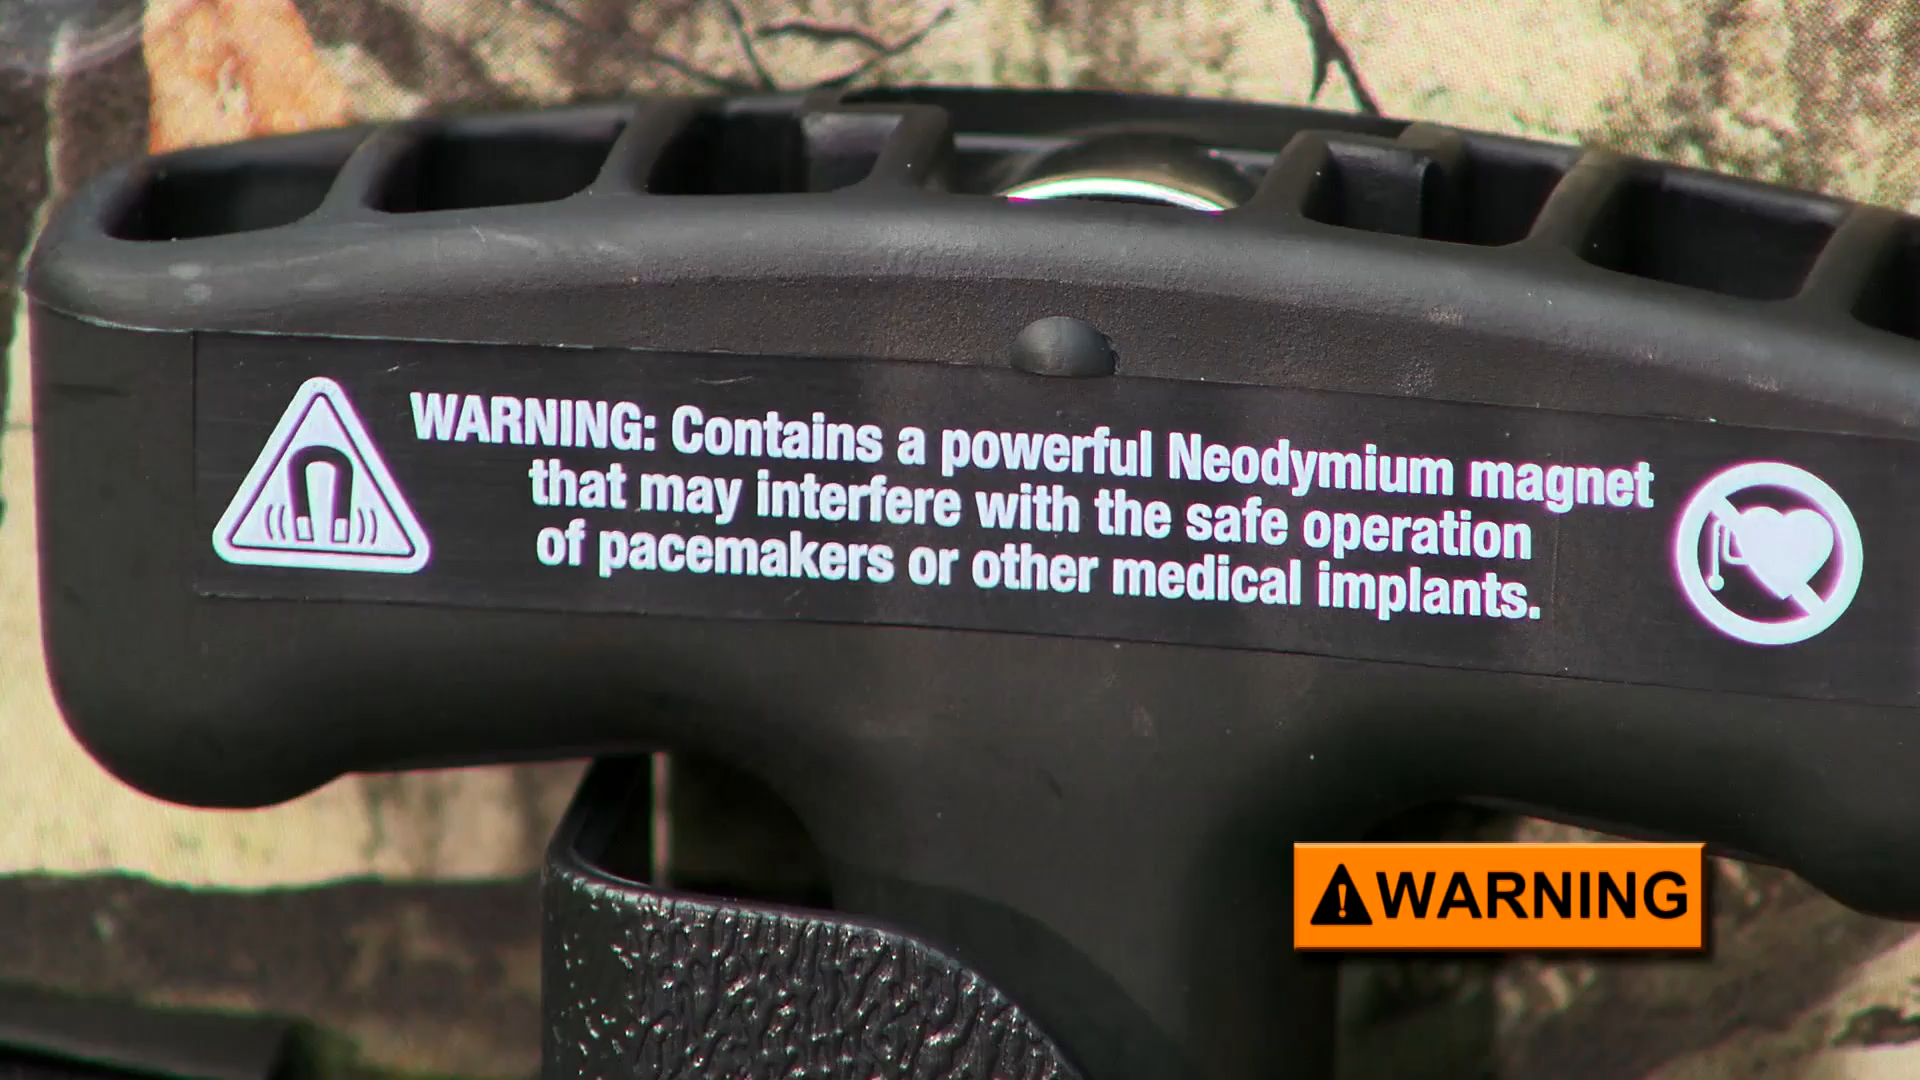 WARNING: Contains a powerful Neodymium magnet
that may interfere with the safe operation
of pacemakers or other medical implants.
WARNING